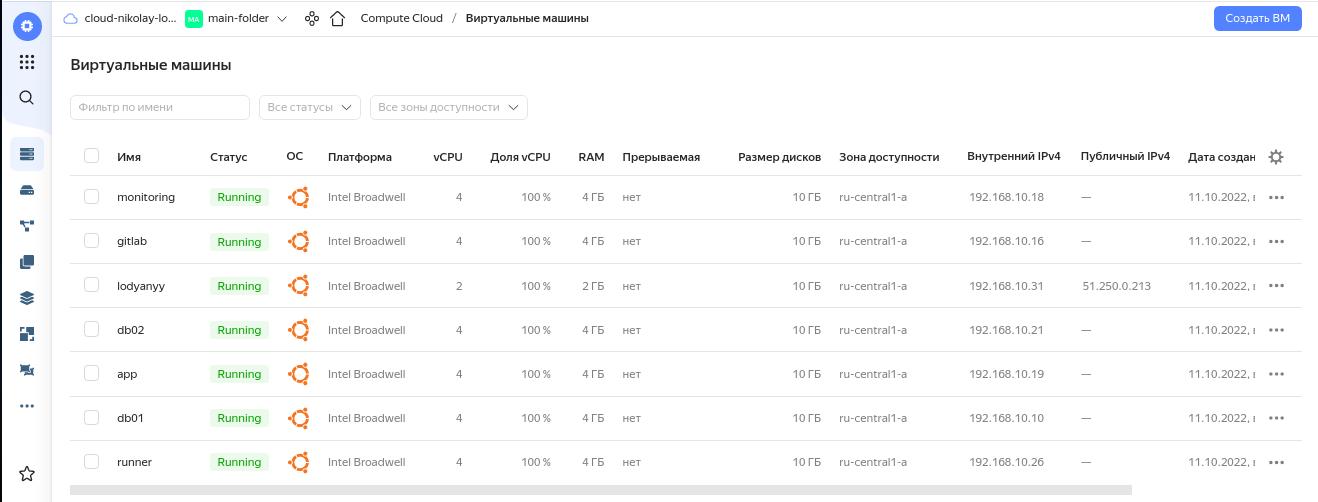 cloud-nikolay-lo... MA main-folder Compute Cloud / Виртуальные машины Создать ВМ
Виртуальные машины
Фильтр по имени Все статусы Все зоны доступности
Имя Статус ОС Платформа vCPU Доля vCPU RAM Прерываемая Размер дисков Зона доступности Внутренний IPv4 Публичный IPv4 Дата создан
monitoring Running Intel Broadwell 4 100 % 4 ГБ нет 10 ГБ ru-central1-a 192.168.10.18 — 11.10.2022, ...
gitlab Running Intel Broadwell 4 100 % 4 ГБ нет 10 ГБ ru-central1-a 192.168.10.16 — 11.10.2022, ...
lodyanyy Running Intel Broadwell 2 100 % 2 ГБ нет 10 ГБ ru-central1-a 192.168.10.31 51.250.0.213 11.10.2022, ...
db02 Running Intel Broadwell 4 100 % 4 ГБ нет 10 ГБ ru-central1-a 192.168.10.21 — 11.10.2022, ...
app Running Intel Broadwell 4 100 % 4 ГБ нет 10 ГБ ru-central1-a 192.168.10.19 — 11.10.2022, ...
db01 Running Intel Broadwell 4 100 % 4 ГБ нет 10 ГБ ru-central1-a 192.168.10.10 — 11.10.2022, ...
runner Running Intel Broadwell 4 100 % 4 ГБ нет 10 ГБ ru-central1-a 192.168.10.26 — 11.10.2022, ...